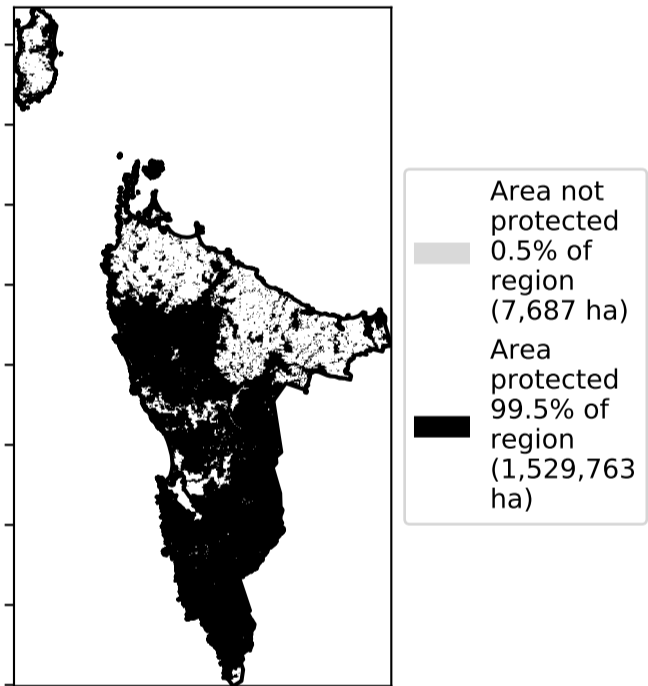 Area not
protected
0.5% of
region
(7,687 ha)
Area
protected
99.5% of
region
(1,529,763
ha)